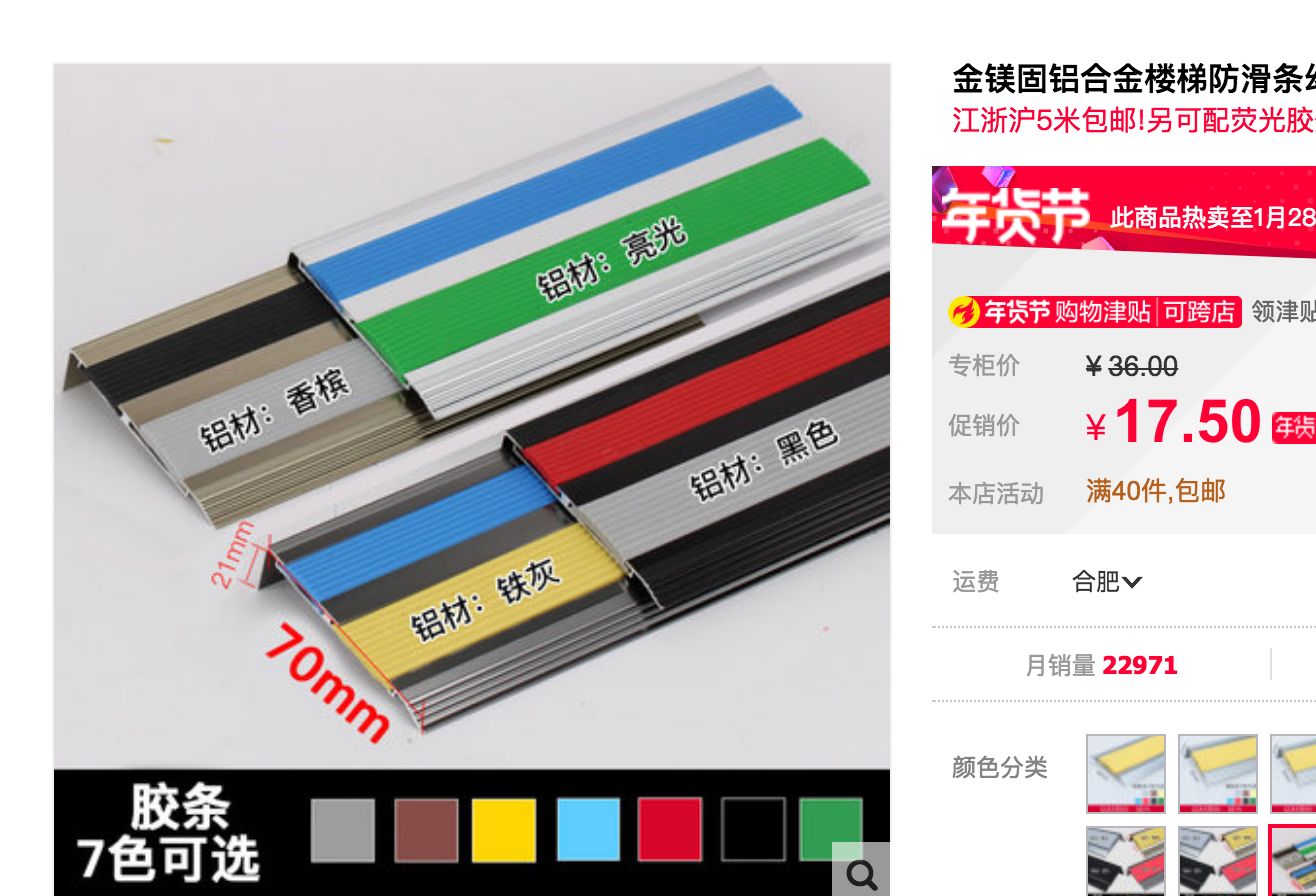 金镁固铝合金楼梯防滑条
江浙沪5米包邮!另可配荧光胶
年货节 此商品热卖至1月28
年货节 购物津贴 可跨店 领津贴
专柜价 ¥ 36.00
促销价 ¥ 17.50 年货
本店活动 满40件,包邮
运费 合肥
月销量 22971
颜色分类
铝材：亮光
铝材：香槟
铝材：黑色
铝材：铁灰
21mm
70mm
胶条
7色可选